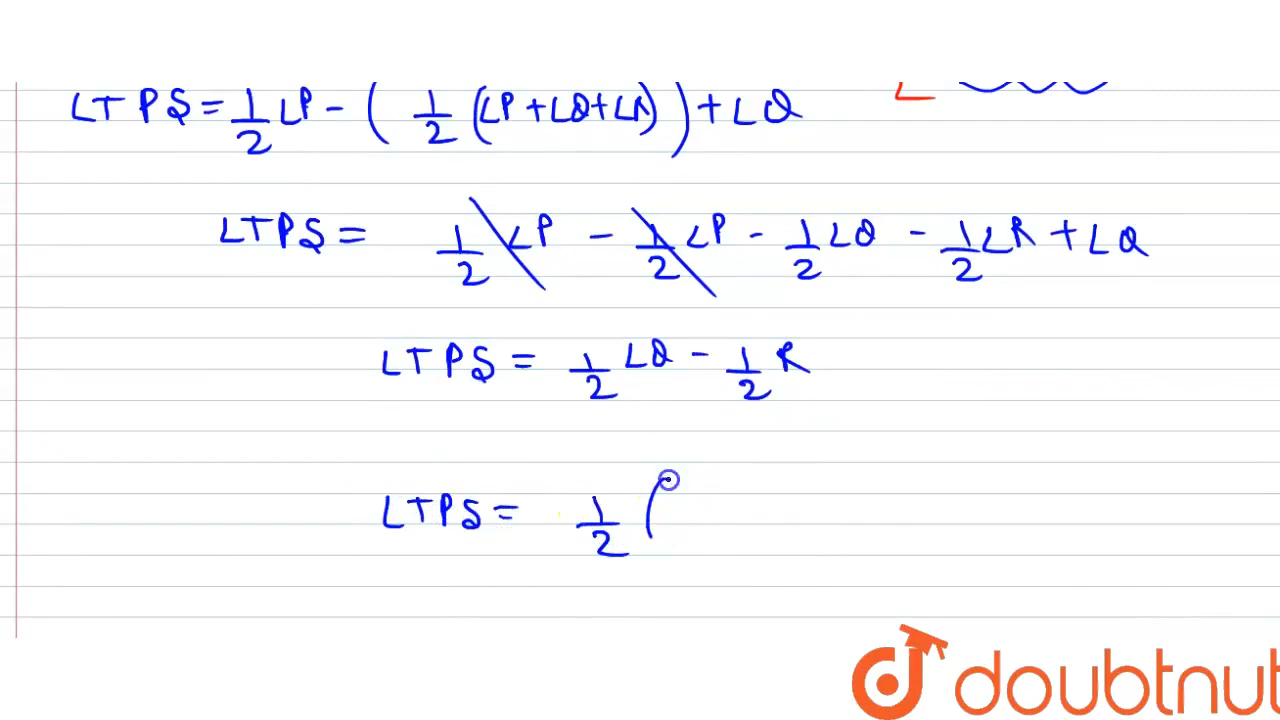 ∠TPS = 1/2 ∠P - ( 1/2 (∠P + ∠Q + ∠R) ) + ∠Q
∠TPS = 1/2 ∠P - 1/2 ∠P - 1/2 ∠Q - 1/2 ∠R + ∠Q
∠TPS = 1/2 ∠Q - 1/2 R
∠TPS = 1/2 (
doubtnut